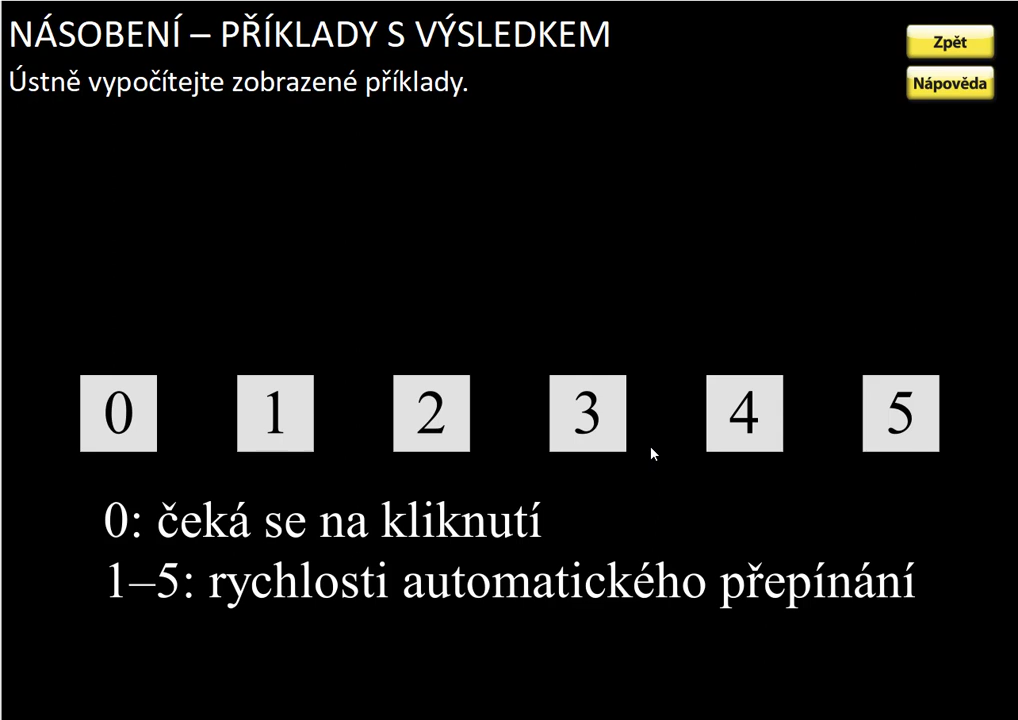 NÁSOBENÍ – PŘÍKLADY S VÝSLEDKEM
Zpět
Ústně vypočítejte zobrazené příklady.
Nápověda
0 1 2 3 4 5
0: čeká se na kliknutí
1–5: rychlosti automatického přepínání